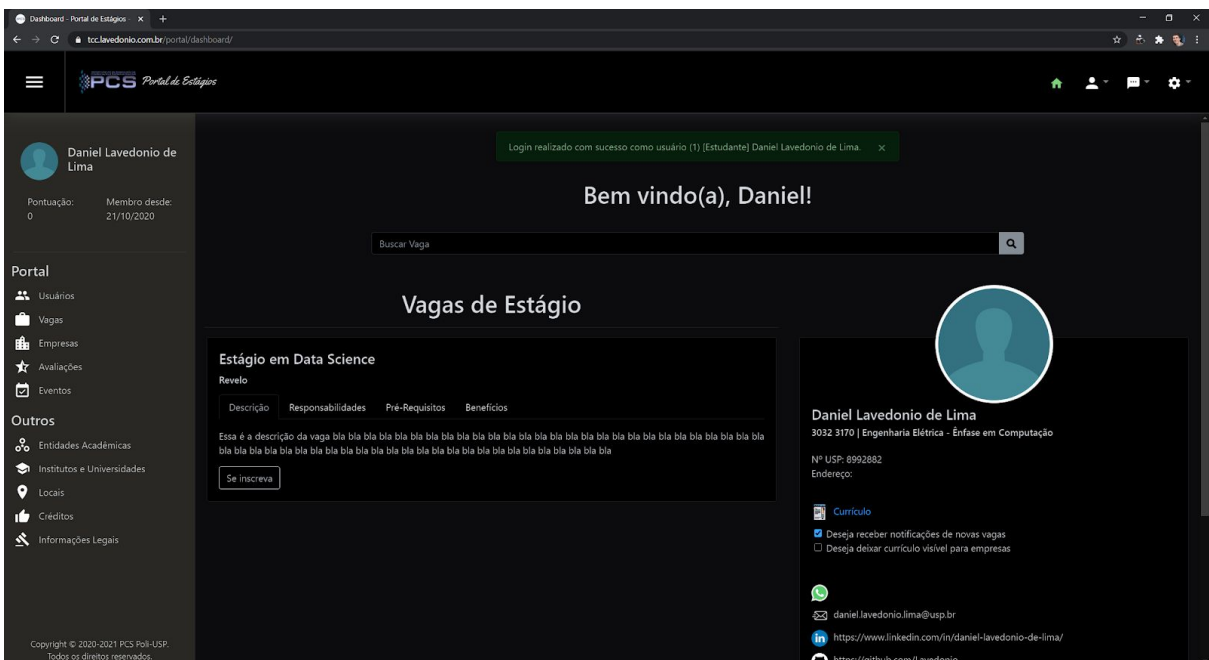 Dashboard - Portal de Estágios -
tcc.lavedonio.com.br/portal/dashboard/
PCS Portal de Estágios
Daniel Lavedonio de
Lima
Pontuação:
0
Membro desde:
21/10/2020
Portal
Usuários
Vagas
Empresas
Avaliações
Eventos
Outros
Entidades Acadêmicas
Institutos e Universidades
Locais
Créditos
Informações Legais
Copyright © 2020-2021 PCS Poli-USP.
Todos os direitos reservados.
Login realizado com sucesso como usuário (1) [Estudante] Daniel Lavedonio de Lima. ×
Bem vindo(a), Daniel!
Buscar Vaga
Vagas de Estágio
Estágio em Data Science
Revelo
Descrição Responsabilidades Pré-Requisitos Benefícios
Essa é a descrição da vaga bla bla bla bla bla bla bla bla bla bla bla bla bla bla bla bla bla bla bla bla bla bla bla bla bla bla bla bla
bla bla bla bla bla bla bla bla bla bla bla bla bla bla bla bla bla bla bla bla bla bla bla bla bla bla
Se inscreva
Daniel Lavedonio de Lima
3032 3170 | Engenharia Elétrica - Ênfase em Computação
Nº USP: 8992882
Endereço:
Currículo
Deseja receber notificações de novas vagas
Deseja deixar currículo visível para empresas
daniel.lavedonio.lima@usp.br
https://www.linkedin.com/in/daniel-lavedonio-de-lima/
https://github.com/Lavedonio